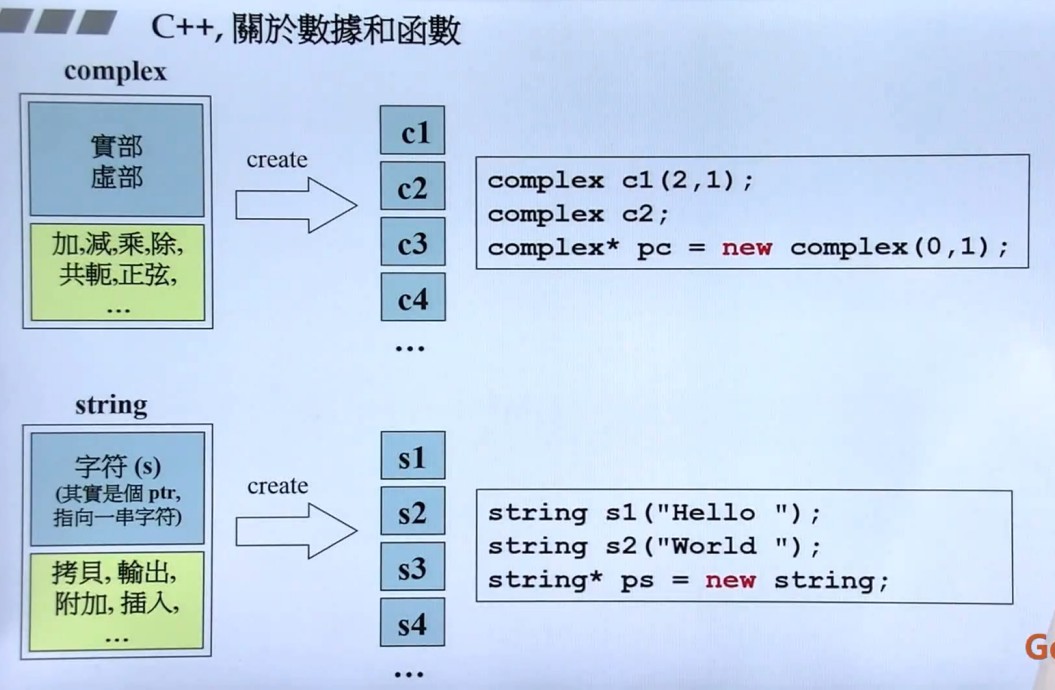 C++, 關於數據和函數
complex
實部
虛部
加,減,乘,除,
共軛,正弦,
...
create
c1
c2
c3
c4
...
complex c1(2,1);
complex c2;
complex* pc = new complex(0,1);
string
字符 (s)
(其實是個 ptr,
指向一串字符)
拷貝, 輸出,
附加, 插入,
...
create
s1
s2
s3
s4
...
string s1("Hello ");
string s2("World ");
string* ps = new string;